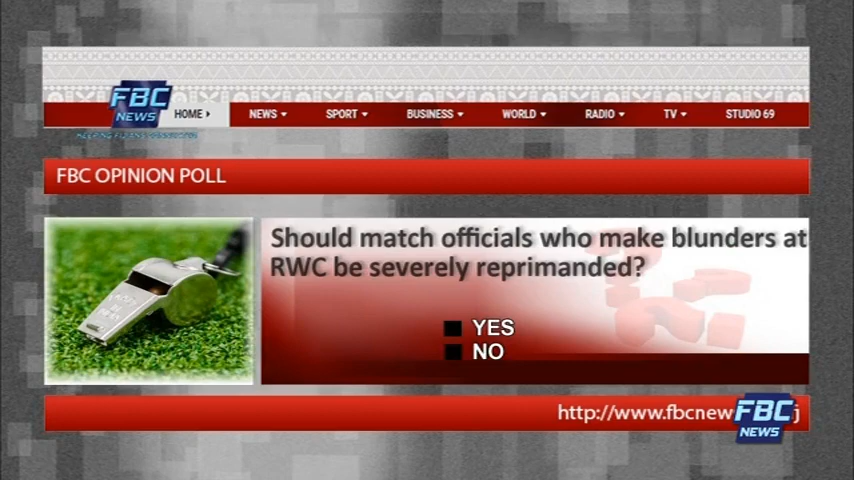 FBC
NEWS
HOME NEWS SPORT BUSINESS WORLD RADIO TV STUDIO 69
FBC OPINION POLL
Should match officials who make blunders at
RWC be severely reprimanded?
YES
NO
http://www.fbcnew j
FBC
NEWS